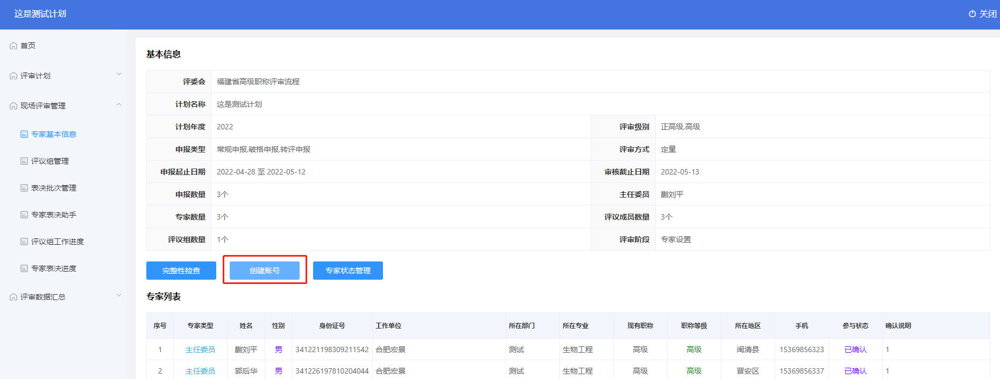 这是测试计划
关闭
首页
评审计划
现场评审管理
专家基本信息
评议组管理
表决批次管理
专家表决助手
评议组工作进度
专家表决进度
评审数据汇总
基本信息
评委会 福建省高级职称评审流程
计划名称 这是测试计划
计划年度 2022 评审级别 正高级,高级
申报类型 常规申报,破格申报,转评申报 评审方式 定量
申报起止日期 2022-04-28 至 2022-05-12 审核截止日期 2022-05-13
申报数量 3个 主任委员 蒯刘平
专家数量 3个 评议成员数量 3个
评议组数量 1个 评审阶段 专家设置
完整性检查 创建账号 专家状态管理
专家列表
序号 专家类型 姓名 性别 身份证号 工作单位 所在部门 所在专业 现有职称 职称等级 所在地区 手机 参与状态 确认说明
1 主任委员 蒯刘平 男 341221198309211542 合肥宏景 测试 生物工程 高级 高级 闽清县 15369856323 已确认 1
2 主任委员 郭后华 男 341226197810204044 合肥宏景 测试 生物工程 高级 高级 晋安区 15369856337 已确认 1